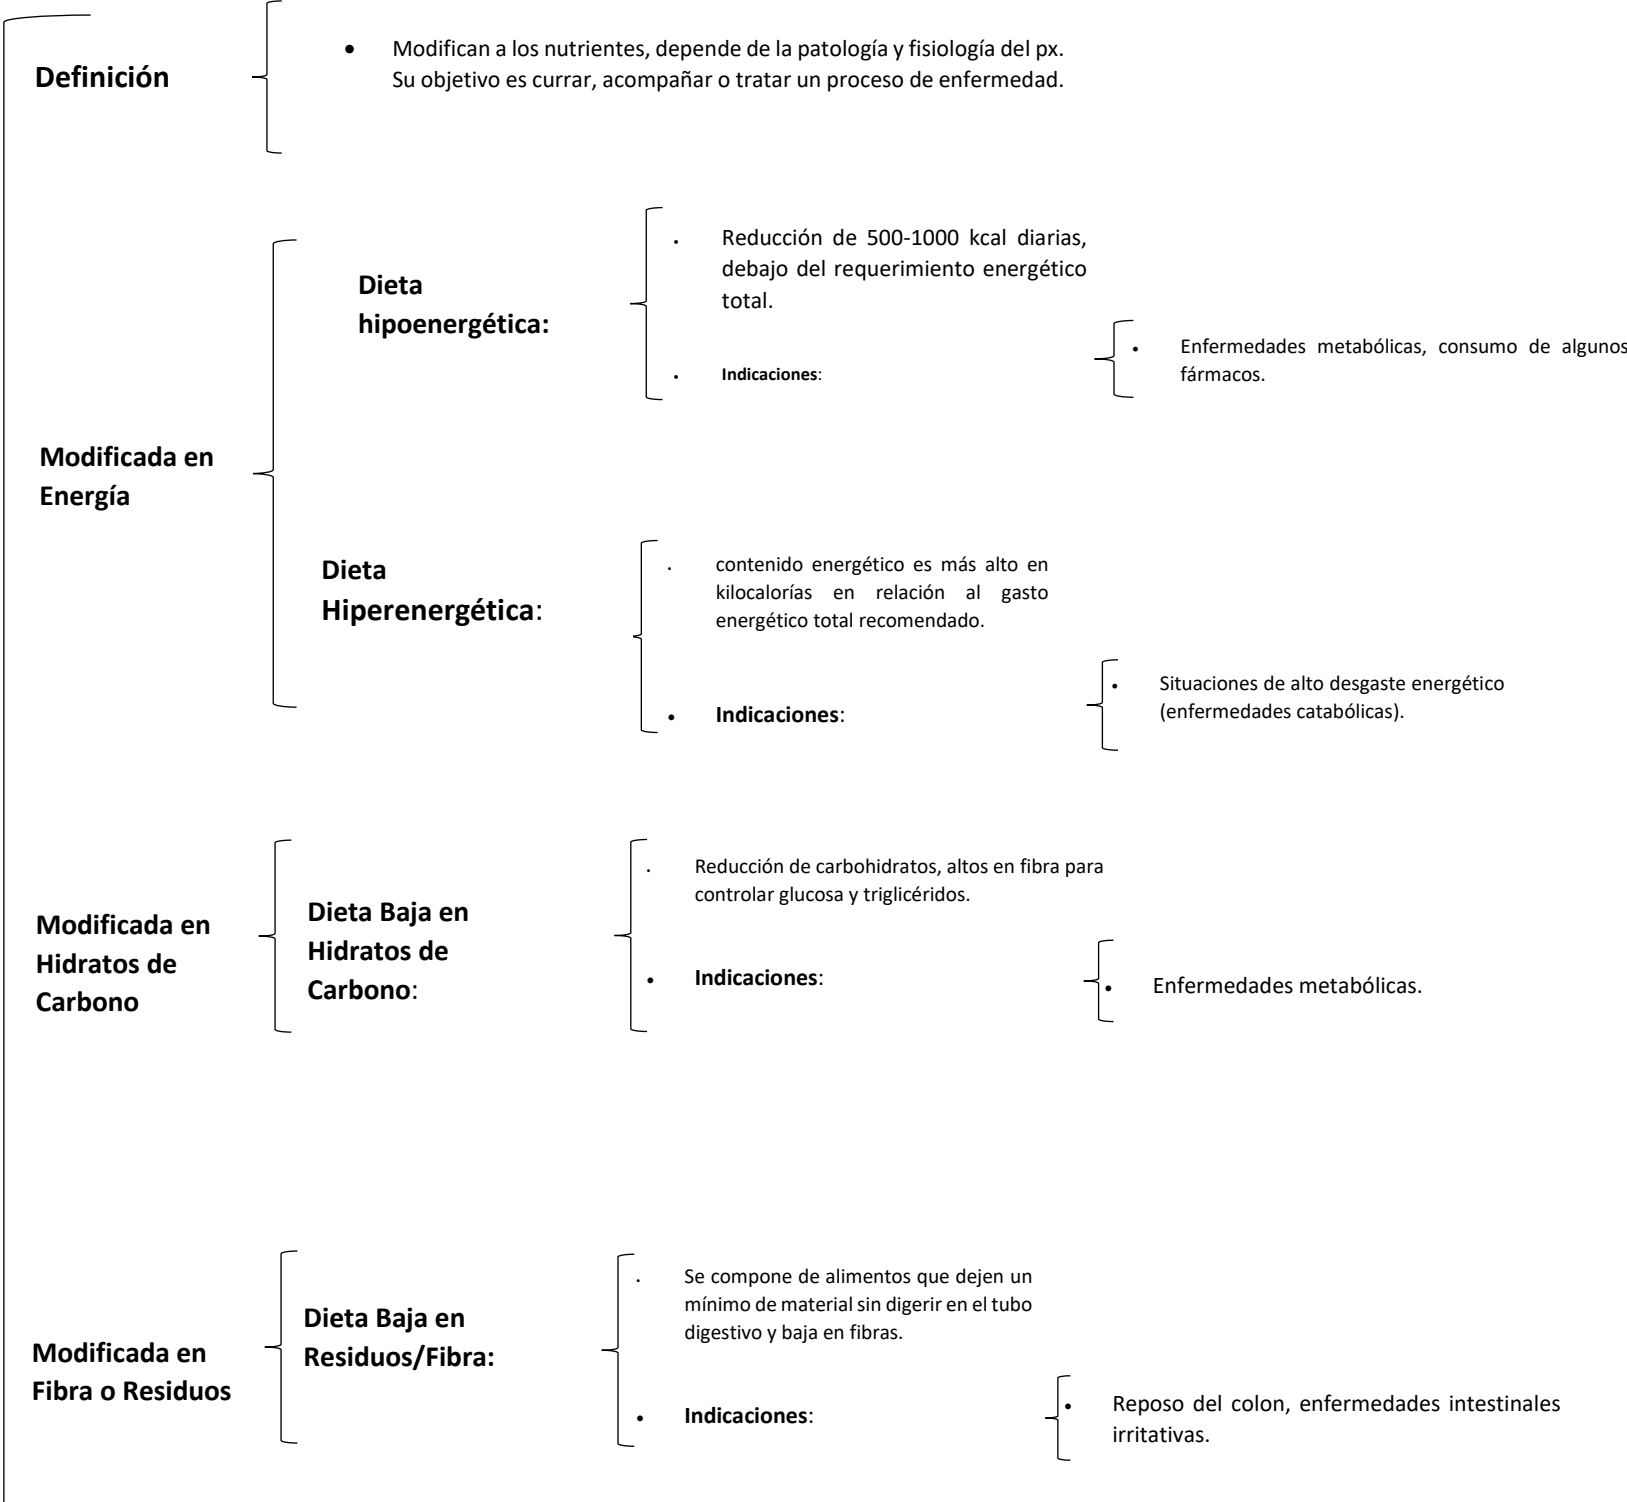 Definición
• Modifican a los nutrientes, depende de la patología y fisiología del px.
Su objetivo es currar, acompañar o tratar un proceso de enfermedad.
Modificada en
Energía
Dieta
hipoenergética:
• Reducción de 500-1000 kcal diarias,
debajo del requerimiento energético
total.
• Indicaciones:
• Enfermedades metabólicas, consumo de algunos
fármacos.
Dieta
Hiperenergética:
• contenido energético es más alto en
kilocalorías en relación al gasto
energético total recomendado.
• Indicaciones:
• Situaciones de alto desgaste energético
(enfermedades catabólicas).
Modificada en
Hidratos de
Carbono
Dieta Baja en
Hidratos de
Carbono:
• Reducción de carbohidratos, altos en fibra para
controlar glucosa y triglicéridos.
• Indicaciones:
• Enfermedades metabólicas.
Modificada en
Fibra o Residuos
Dieta Baja en
Residuos/Fibra:
• Se compone de alimentos que dejen un
mínimo de material sin digerir en el tubo
digestivo y baja en fibras.
• Indicaciones:
• Reposo del colon, enfermedades intestinales
irritativas.